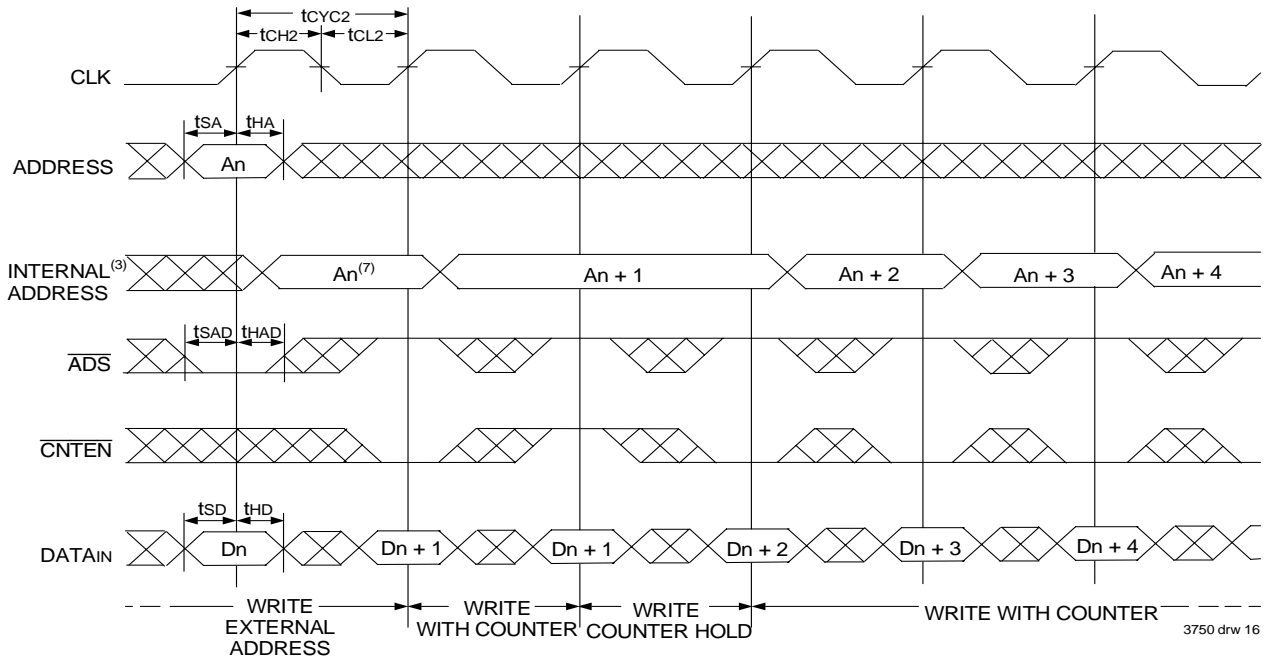 tCYC2
tCH2 tCL2
CLK
tSA tHA
ADDRESS An
INTERNAL(3) ADDRESS An(7) An + 1 An + 2 An + 3 An + 4
tSAD tHAD
ADS
CNTEN
tSD tHD
DATAIN Dn Dn + 1 Dn + 1 Dn + 2 Dn + 3 Dn + 4
WRITE EXTERNAL ADDRESS
WRITE WITH COUNTER
WRITE COUNTER HOLD
WRITE WITH COUNTER
3750 drw 16